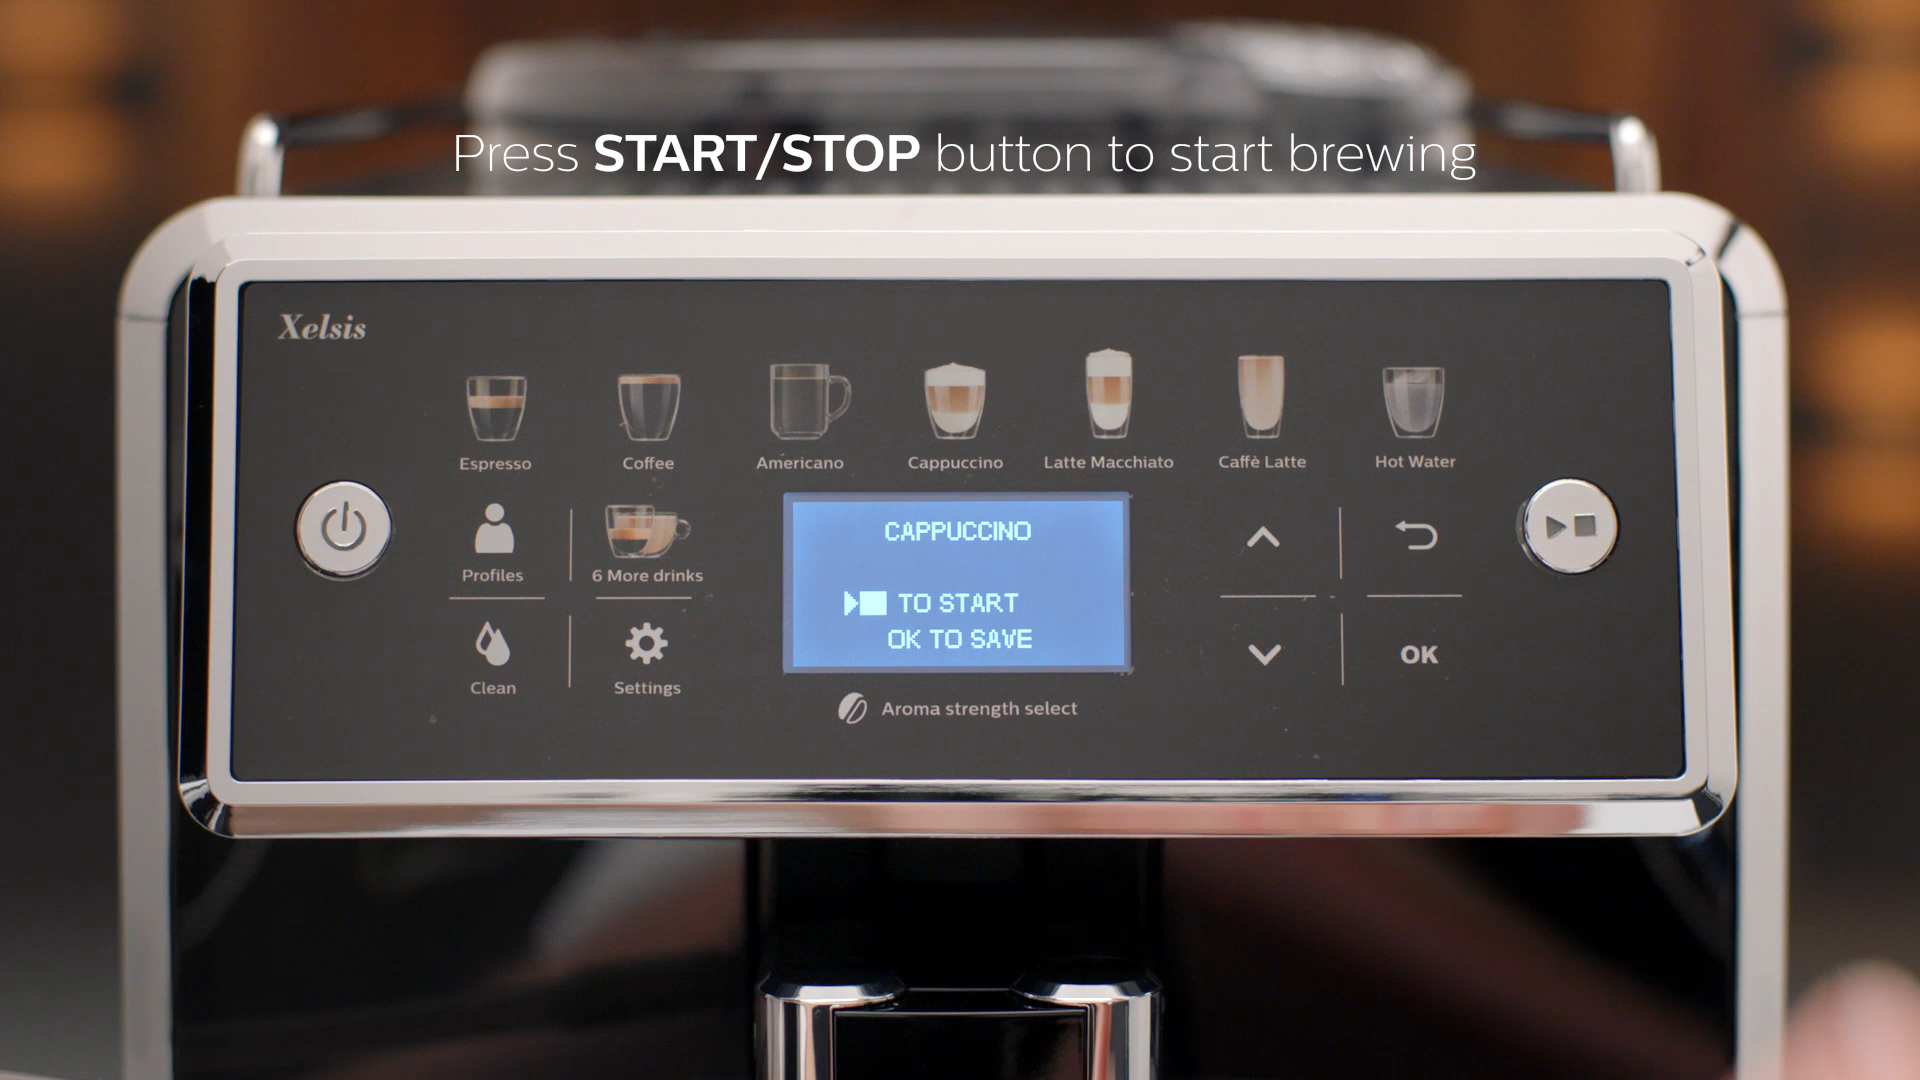 Press START/STOP button to start brewing
Xelsis
Espresso
Coffee
Americano
Cappuccino
Latte Macchiato
Caffè Latte
Hot Water
CAPPUCCINO
TO START
OK TO SAVE
Profiles
6 More drinks
Clean
Settings
OK
Aroma strength select